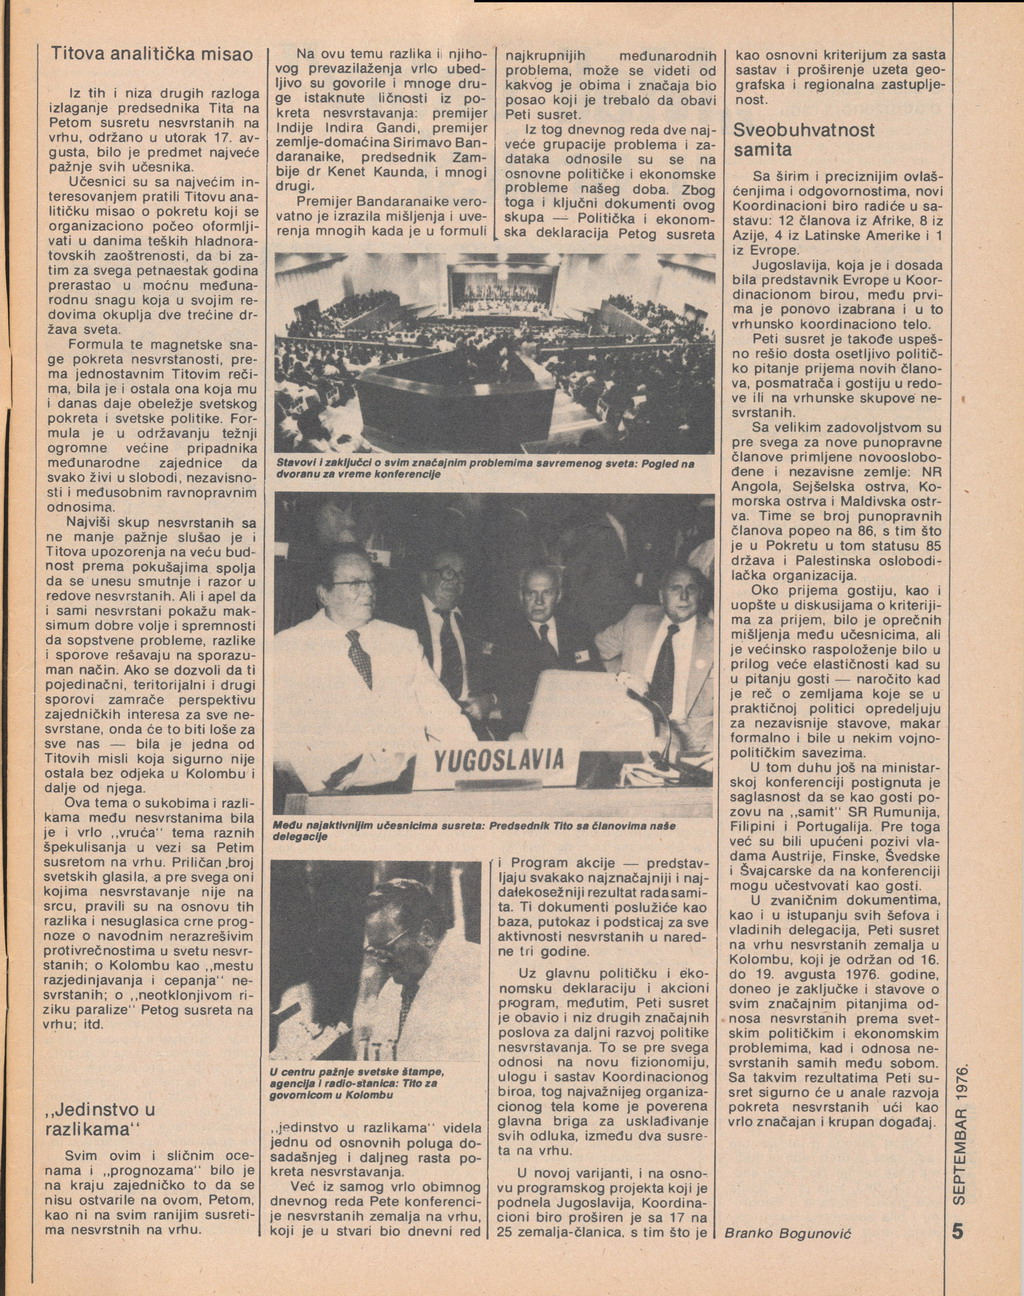 Titova analitička misao
Iz tih i niza drugih razloga
izlaganje predsednika Tita na
Petom susretu nesvrstanih na
vrhu, održano u utorak 17. av-
gusta, bilo je predmet najveće
pažnje svih učesnika.
Učesnici su sa najvećim in-
teresovanjem pratili Titovu ana-
litičku misao o pokretu koji se
organizaciono počeo oformlji-
vati u danima teških hladnora-
tovskih zaoštrenosti, da bi za-
tim za svega petnaestak godina
prerastao u moćnu međuna-
rodnu snagu koja u svojim re-
dovima okuplja dve trećine dr-
žava sveta.
Formula te magnetske sna-
ge pokreta nesvrstanosti, pre-
ma jednostavnim Titovim reči-
ma, bila je i ostala ona koja mu
i danas daje obeležje svetskog
pokreta i svetske politike. For-
mula je u održavanju težnji
ogromne većine pripadnika
međunarodne zajednice da
svako živi u slobodi, nezavisno-
sti i međusobnim ravnopravnim
odnosima.
Najviši skup nesvrstanih sa
ne manje pažnje slušao je i
Titova upozorenja na veću bud-
nost prema pokušajima spolja
da se unesu smutnje i razor u
redove nesvrstanih. Ali i apel da
i sami nesvrstani pokažu mak-
simum dobre volje i spremnosti
da sopstvene probleme, razlike
i sporove rešavaju na sporazu-
man način. Ako se dozvoli da ti
pojedinačni, teritorijalni i drugi
sporovi zamrače perspektivu
zajedničkih interesa za sve ne-
svrstane, onda će to biti loše za
sve nas — bila je jedna od
Titovih misli koja sigurno nije
ostala bez odjeka u Kolombu i
dalje od njega.
Ova tema o sukobima i razli-
kama među nesvrstanima bila
je i vrlo ,,vruća" tema raznih
špekulisanja u vezi sa Petim
susretom na vrhu. Priličan broj
svetskih glasila, a pre svega oni
kojima nesvrstavanje nije na
srcu, pravili su na osnovu tih
razlika i nesuglasica crne prog-
noze o navodnim nerazrešivim
protivrečnostima u svetu nesvr-
stanih; o Kolombu kao ,,mestu
razjedinjavanja i cepanja" ne-
svrstanih; o ,,neotklonjivom ri-
ziku paralize" Petog susreta na
vrhu; itd.
,,Jedinstvo u
razlikama"
Svim ovim i sličnim oce-
nama i ,,prognozama" bilo je
na kraju zajedničko to da se
nisu ostvarile na ovom, Petom,
kao ni na svim ranijim susreti-
ma nesvrstnih na vrhu.
Na ovu temu razlika i njiho-
vog prevazilaženja vrlo ubed-
ljivo su govorile i mnoge dru-
ge istaknute ličnosti iz po-
kreta nesvrstavanja: premijer
Indije Indira Gandi, premijer
zemlje-domaćina Sirimavo Ban-
daranaike, predsednik Zam-
bije dr Kenet Kaunda, i mnogi
drugi.
Premijer Bandaranaike vero-
vatno je izrazila mišljenja i uve-
renja mnogih kada je u formuli
Stavovi i zaključci o svim značajnim problemima savremenog sveta: Pogled na
dvoranu za vreme konferencije
YUGOSLAVIA
Među najaktivnijim učesnicima susreta: Predsednik Tito sa članovima naše
delegacije
U centru pažnje svetske štampe,
agencija i radio-stanica: Tito za
govornicom u Kolombu
,,jedinstvo u razlikama" videla
jednu od osnovnih poluga do-
sadašnjeg i daljneg rasta po-
kreta nesvrstavanja.
Već iz samog vrlo obimnog
dnevnog reda Pete konferenci-
je nesvrstanih zemalja na vrhu,
koji je u stvari bio dnevni red
najkrupnijih međunarodnih
problema, može se videti od
kakvog je obima i značaja bio
posao koji je trebalo da obavi
Peti susret.
Iz tog dnevnog reda dve naj-
veće grupacije problema i za-
dataka odnosile su se na
osnovne političke i ekonomske
probleme našeg doba. Zbog
toga i ključni dokumenti ovog
skupa — Politička i ekonom-
ska deklaracija Petog susreta
i Program akcije — predstav-
ljaju svakako najznačajniji i naj-
dalekosežniji rezultat rada sami-
ta. Ti dokumenti poslužiće kao
baza, putokaz i podsticaj za sve
aktivnosti nesvrstanih u nared-
ne tri godine.
Uz glavnu političku i eko-
nomsku deklaraciju i akcioni
program, međutim, Peti susret
je obavio i niz drugih značajnih
poslova za daljni razvoj politike
nesvrstavanja. To se pre svega
odnosi na novu fizionomiju,
ulogu i sastav Koordinacionog
biroa, tog najvažnijeg organiza-
cionog tela kome je poverena
glavna briga za usklađivanje
svih odluka, između dva susre-
ta na vrhu.
U novoj varijanti, i na osno-
vu programskog projekta koji je
podnela Jugoslavija, Koordina-
cioni biro proširen je sa 17 na
25 zemalja-članica, s tim što je
kao osnovni kriterijum za sasta
sastav i proširenje uzeta geo-
grafska i regionalna zastuplje-
nost.
Sveobuhvatnost
samita
Sa širim i preciznijim ovlaš-
ćenjima i odgovornostima, novi
Koordinacioni biro radiće u sa-
stavu: 12 članova iz Afrike, 8 iz
Azije, 4 iz Latinske Amerike i 1
iz Evrope.
Jugoslavija, koja je i dosada
bila predstavnik Evrope u Koor-
dinacionom birou, među prvi-
ma je ponovo izabrana i u to
vrhunsko koordinaciono telo.
Peti susret je takođe uspeš-
no rešio dosta osetljivo politič-
ko pitanje prijema novih člano-
va, posmatrača i gostiju u redo-
ve ili na vrhunske skupove ne-
svrstanih.
Sa velikim zadovoljstvom su
pre svega za nove punopravne
članove primljene novooslobo-
đene i nezavisne zemlje: NR
Angola, Sejšelska ostrva, Ko-
morska ostrva i Maldivska ostr-
va. Time se broj punopravnih
članova popeo na 86, s tim što
je u Pokretu u tom statusu 85
država i Palestinska oslobodi-
lačka organizacija.
Oko prijema gostiju, kao i
uopšte u diskusijama o kriteriji-
ma za prijem, bilo je oprečnih
mišljenja među učesnicima, ali
je većinsko raspoloženje bilo u
prilog veće elastičnosti kad su
u pitanju gosti — naročito kad
je reč o zemljama koje se u
praktičnoj politici opredeljuju
za nezavisnije stavove, makar
formalno i bile u nekim vojno-
političkim savezima.
U tom duhu još na ministar-
skoj konferenciji postignuta je
saglasnost da se kao gosti po-
zovu na ,,samit" SR Rumunija,
Filipini i Portugalija. Pre toga
već su bili upućeni pozivi vla-
dama Austrije, Finske, Švedske
i Švajcarske da na konferenciji
mogu učestvovati kao gosti.
U zvaničnim dokumentima,
kao i u istupanju svih šefova i
vladinih delegacija, Peti susret
na vrhu nesvrstanih zemalja u
Kolombu, koji je održan od 16.
do 19. avgusta 1976. godine,
doneo je zaključke i stavove o
svim značajnim pitanjima od-
nosa nesvrstanih prema svet-
skim političkim i ekonomskim
problemima, kad i odnosa ne-
svrstanih samih među sobom.
Sa takvim rezultatima Peti su-
sret sigurno će u anale razvoja
pokreta nesvrstanih ući kao
vrlo značajan i krupan događaj.
Branko Bogunović
SEPTEMBAR 1976.
5